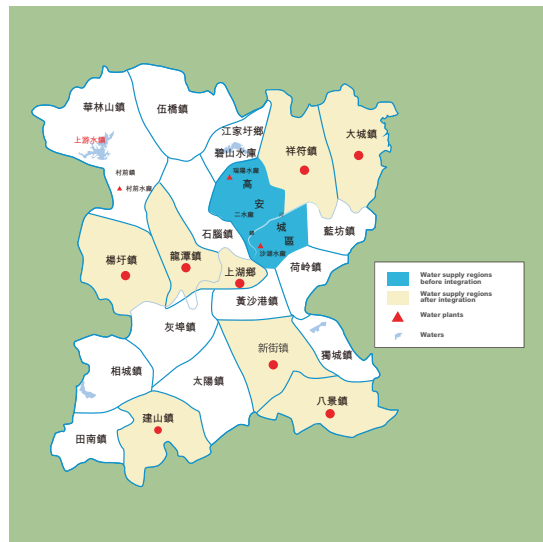 華林山鎮
伍橋鎮
江家圩鄉
大城鎮
上游水鎮
碧山水庫
祥符鎮
村前鎮
瑞陽水廠
村前水廠
高
安
二水廠
城
區
石腦鎮
藍坊鎮
沙湖水廠
楊圩鎮
龍潭鎮
上湖鄉
荷岭鎮
黃沙港鎮
灰埠鎮
新街镇
獨城鎮
相城鎮
太陽鎮
八景鎮
建山鎮
田南鎮
Water supply regions
before integration
Water supply regions
after integration
Water plants
Waters